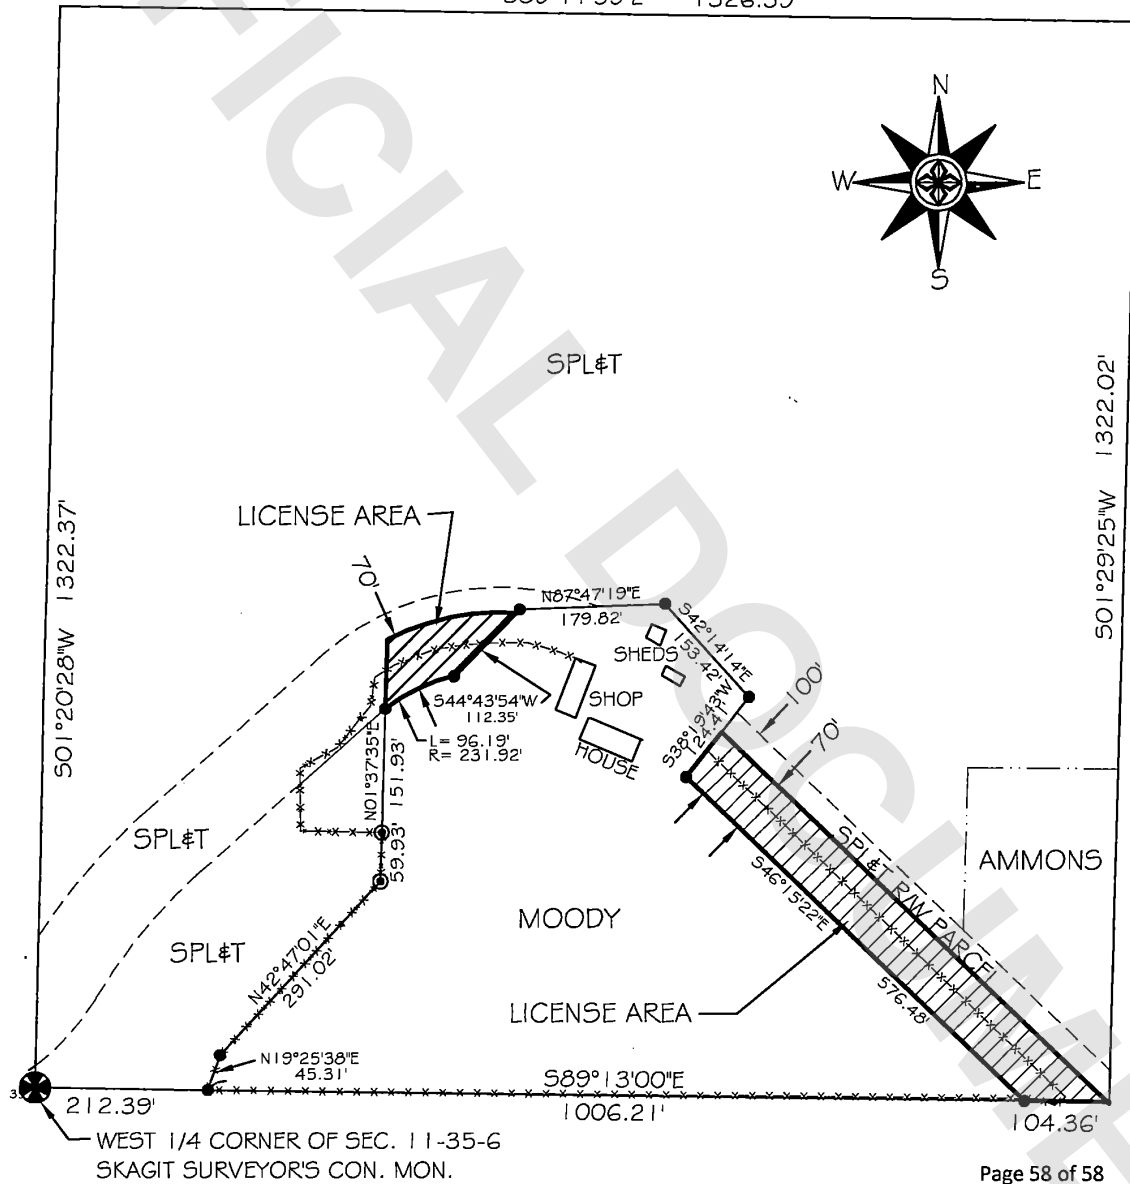 N
W E
S
SPL&T
1322.02'
S01°29'25"W
1322.37'
S01°20'28"W
LICENSE AREA
70'
N87°47'19"E
179.82'
S42°14'14"E
153.42'
SHEDS
SHOP
HOUSE
S44°43'54"W
112.35'
L= 96.19'
R= 231.92'
S38°19'43"W
124.41'
100'
70'
N01°37'35"E
151.93'
59.93'
SPL&T
SPL&T R/W PARCEL
AMMONS
MOODY
S46°15'22"E
576.48'
SPL&T
N42°47'01"E
291.02'
LICENSE AREA
N19°25'38"E
45.31'
S89°13'00"E
1006.21'
212.39'
104.36'
WEST 1/4 CORNER OF SEC. 11-35-6
SKAGIT SURVEYOR'S CON. MON.
Page 58 of 58